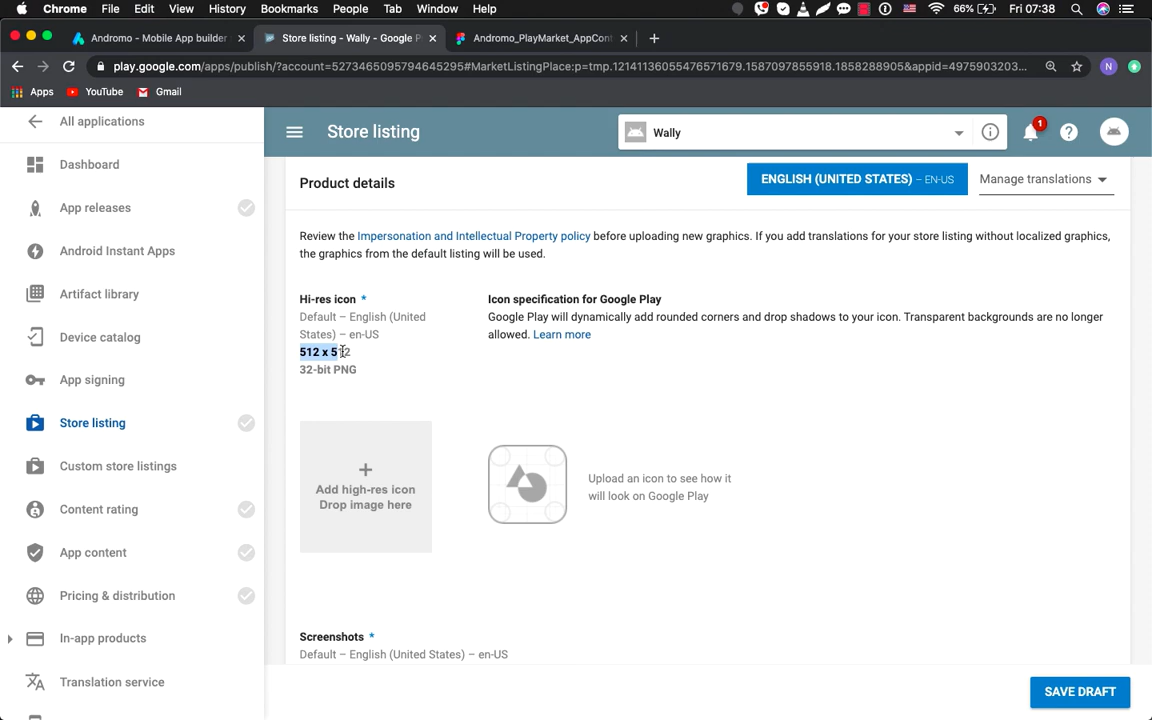 Chrome File Edit View History Bookmarks People Tab Window Help 66% Fri 07:38
Andromo - Mobile App builder Store listing - Wally - Google P Andromo_PlayMarket_AppCont
play.google.com/apps/publish/?account=5273465095794645295#MarketListingPlace:p=tmp.12141136055476571679.1587097855918.1858288905&appid=4975903203... N
Apps YouTube Gmail
All applications
Dashboard
App releases
Android Instant Apps
Artifact library
Device catalog
App signing
Store listing
Custom store listings
Content rating
App content
Pricing & distribution
In-app products
Translation service
Store listing
Wally
1
Product details
ENGLISH (UNITED STATES) – EN-US
Manage translations
Review the Impersonation and Intellectual Property policy before uploading new graphics. If you add translations for your store listing without localized graphics,
the graphics from the default listing will be used.
Hi-res icon *
Default – English (United
States) – en-US
512 x 512
32-bit PNG
Icon specification for Google Play
Google Play will dynamically add rounded corners and drop shadows to your icon. Transparent backgrounds are no longer
allowed. Learn more
+
Add high-res icon
Drop image here
Upload an icon to see how it
will look on Google Play
Screenshots *
Default – English (United States) – en-US
SAVE DRAFT